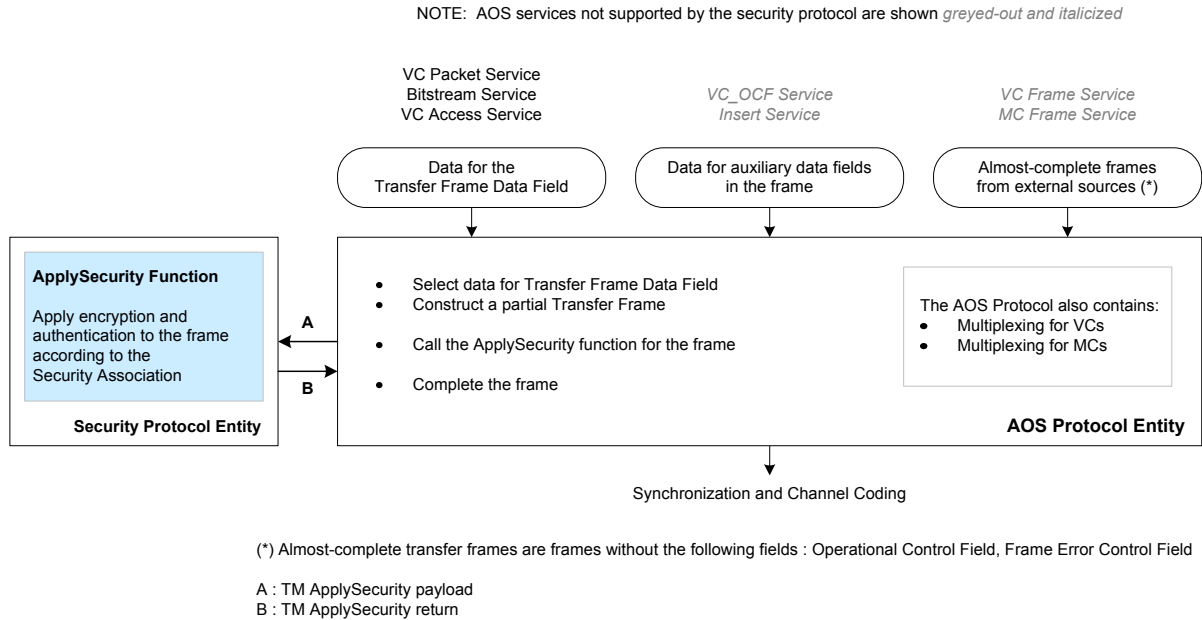 NOTE: AOS services not supported by the security protocol are shown greyed-out and italicized
VC Packet Service
Bitstream Service
VC Access Service
VC_OCF Service
Insert Service
VC Frame Service
MC Frame Service
Data for the
Transfer Frame Data Field
Data for auxiliary data fields
in the frame
Almost-complete frames
from external sources (*)
ApplySecurity Function
Apply encryption and
authentication to the frame
according to the
Security Association
Security Protocol Entity
A
B
• Select data for Transfer Frame Data Field
• Construct a partial Transfer Frame
• Call the ApplySecurity function for the frame
• Complete the frame
The AOS Protocol also contains:
• Multiplexing for VCs
• Multiplexing for MCs
AOS Protocol Entity
Synchronization and Channel Coding
(*) Almost-complete transfer frames are frames without the following fields : Operational Control Field, Frame Error Control Field
A : TM ApplySecurity payload
B : TM ApplySecurity return